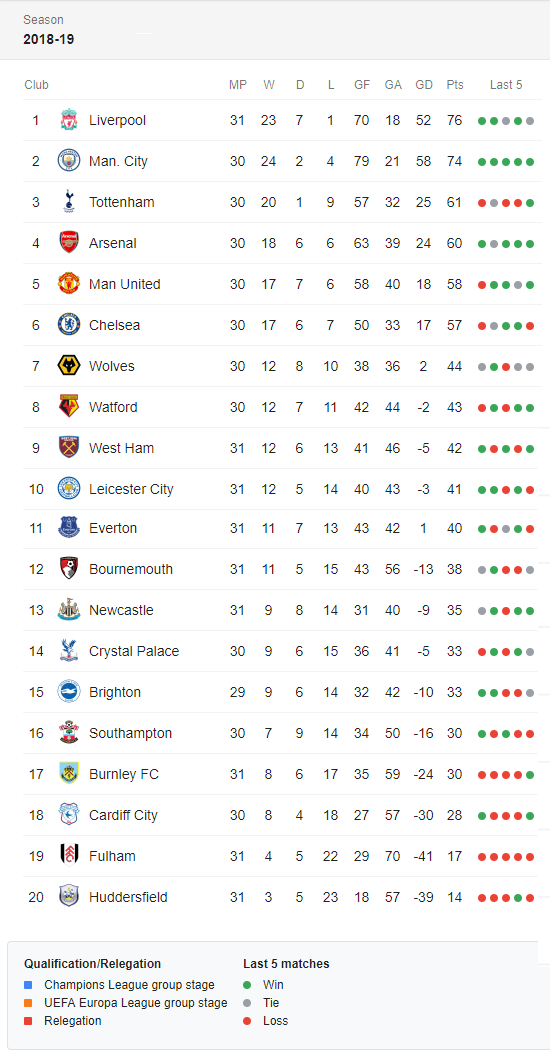 Season
2018-19
Club MP W D L GF GA GD Pts Last 5
1 Liverpool 31 23 7 1 70 18 52 76
2 Man. City 30 24 2 4 79 21 58 74
3 Tottenham 30 20 1 9 57 32 25 61
4 Arsenal 30 18 6 6 63 39 24 60
5 Man United 30 17 7 6 58 40 18 58
6 Chelsea 30 17 6 7 50 33 17 57
7 Wolves 30 12 8 10 38 36 2 44
8 Watford 30 12 7 11 42 44 -2 43
9 West Ham 31 12 6 13 41 46 -5 42
10 Leicester City 31 12 5 14 40 43 -3 41
11 Everton 31 11 7 13 43 42 1 40
12 Bournemouth 31 11 5 15 43 56 -13 38
13 Newcastle 31 9 8 14 31 40 -9 35
14 Crystal Palace 30 9 6 15 36 41 -5 33
15 Brighton 29 9 6 14 32 42 -10 33
16 Southampton 30 7 9 14 34 50 -16 30
17 Burnley FC 31 8 6 17 35 59 -24 30
18 Cardiff City 30 8 4 18 27 57 -30 28
19 Fulham 31 4 5 22 29 70 -41 17
20 Huddersfield 31 3 5 23 18 57 -39 14
Qualification/Relegation Last 5 matches
Champions League group stage Win
UEFA Europa League group stage Tie
Relegation Loss